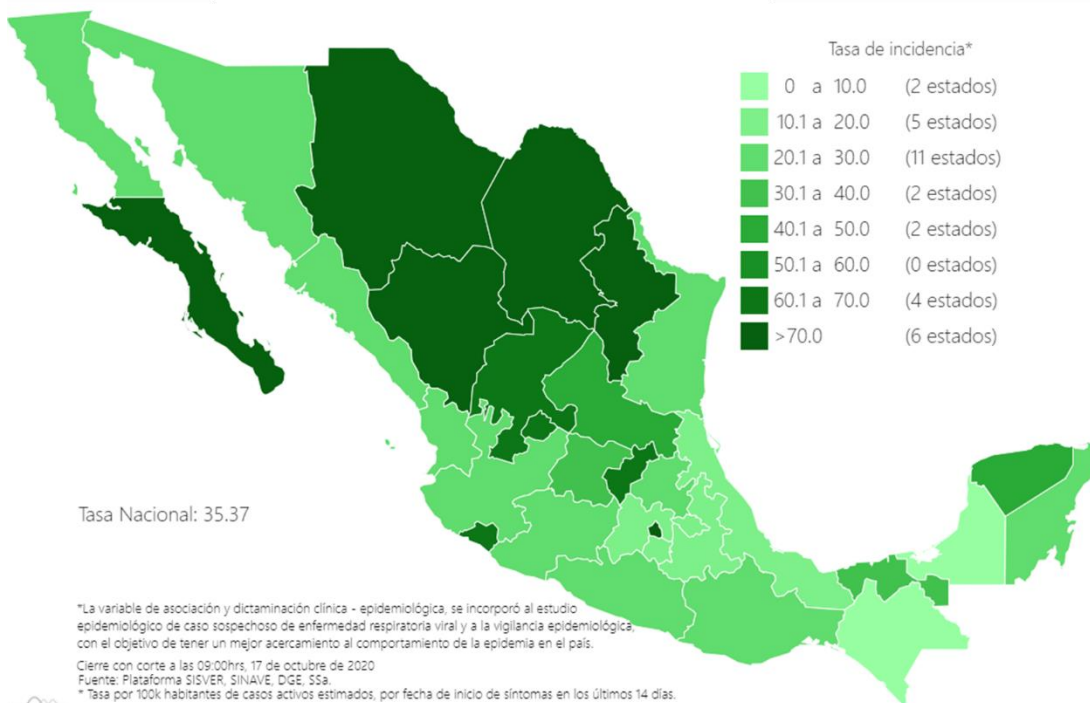 Tasa de incidencia*
0 a 10.0 (2 estados)
10.1 a 20.0 (5 estados)
20.1 a 30.0 (11 estados)
30.1 a 40.0 (2 estados)
40.1 a 50.0 (2 estados)
50.1 a 60.0 (0 estados)
60.1 a 70.0 (4 estados)
>70.0 (6 estados)
Tasa Nacional: 35.37
*La variable de asociación y dictaminación clínica - epidemiológica, se incorporó al estudio
epidemiológico de caso sospechoso de enfermedad respiratoria viral y a la vigilancia epidemiológica,
con el objetivo de tener un mejor acercamiento al comportamiento de la epidemia en el país.
Cierre con corte a las 09:00hrs, 17 de octubre de 2020
Fuente: Plataforma SISVER, SINAVE, DGE, SSa.
* Tasa por 100k habitantes de casos activos estimados, por fecha de inicio de síntomas en los últimos 14 días.